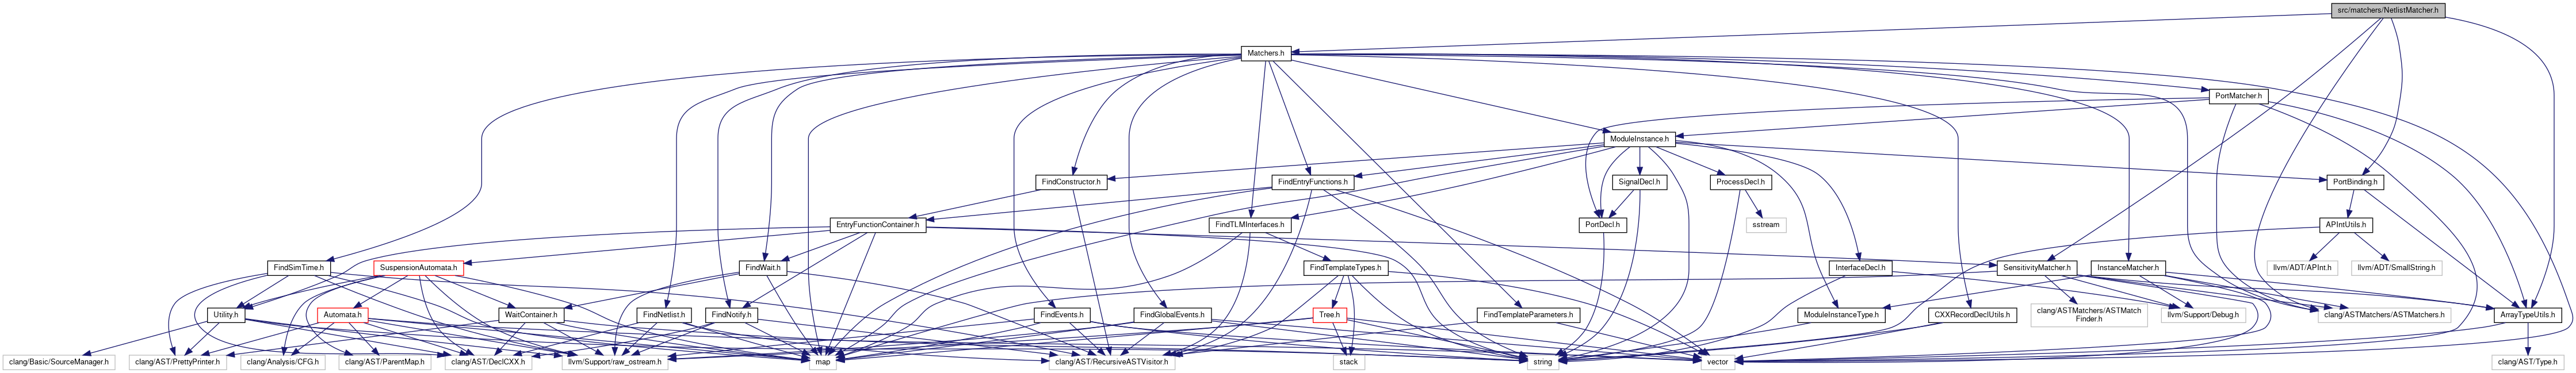 src/matchers/NetlistMatcher.h
Matchers.h
PortMatcher.h
ModuleInstance.h
FindConstructor.h
FindEntryFunctions.h
SignalDecl.h
ProcessDecl.h
PortBinding.h
EntryFunctionContainer.h
FindTLMInterfaces.h
PortDecl.h
sstream
APIntUtils.h
FindSimTime.h
SuspensionAutomata.h
FindWait.h
FindTemplateTypes.h
InterfaceDecl.h
SensitivityMatcher.h
InstanceMatcher.h
llvm/ADT/APInt.h
llvm/ADT/SmallString.h
Utility.h
Automata.h
WaitContainer.h
FindNetlist.h
FindNotify.h
FindEvents.h
FindGlobalEvents.h
Tree.h
FindTemplateParameters.h
ModuleInstanceType.h
CXXRecordDeclUtils.h
clang/ASTMatchers/ASTMatch
Finder.h
llvm/Support/Debug.h
clang/ASTMatchers/ASTMatchers.h
ArrayTypeUtils.h
clang/Basic/SourceManager.h
clang/AST/PrettyPrinter.h
clang/Analysis/CFG.h
clang/AST/ParentMap.h
clang/AST/DeclCXX.h
llvm/Support/raw_ostream.h
map
clang/AST/RecursiveASTVisitor.h
stack
string
vector
clang/AST/Type.h